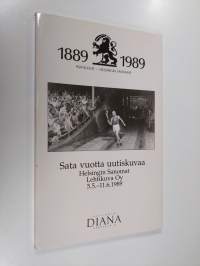 1889 1989
Sata vuotta uutiskuvaa
Helsingin Sanomat
Lehtikuva Oy
5.5.–11.6.1989
DIANA